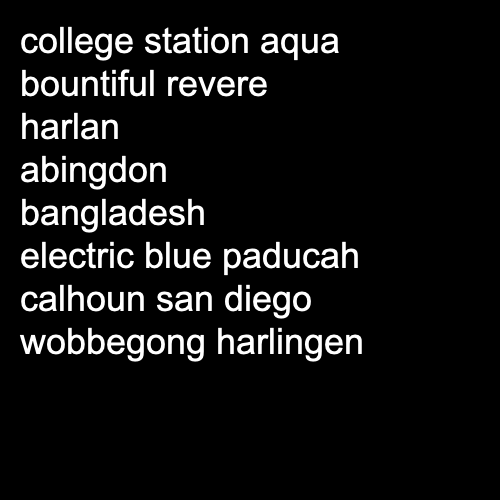 college station aqua
bountiful revere
harlan
abingdon
bangladesh
electric blue paducah
calhoun san diego
wobbegong harlingen